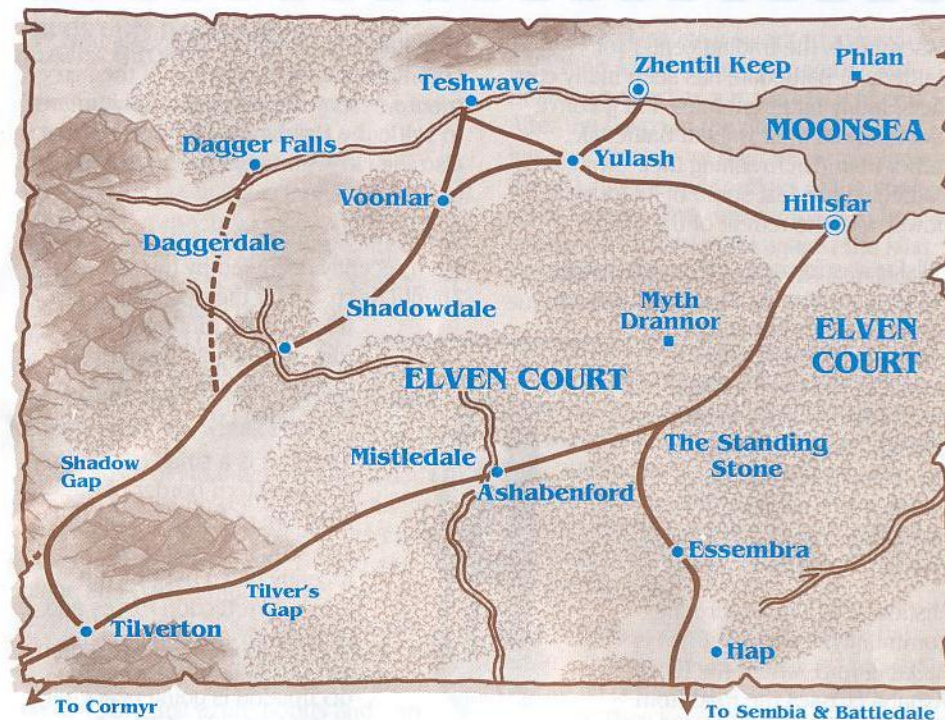 Phlan
Zhentil Keep
Teshwave
MOONSEA
Dagger Falls
Yulash
Voonlar
Hillsfar
Daggerdale
Myth
Drannor
Shadowdale
ELVEN
COURT
ELVEN COURT
The Standing
Stone
Mistledale
Shadow
Gap
Ashabenford
Essembra
Tilver's
Gap
Tilverton
Hap
To Cormyr
To Sembia & Battledale